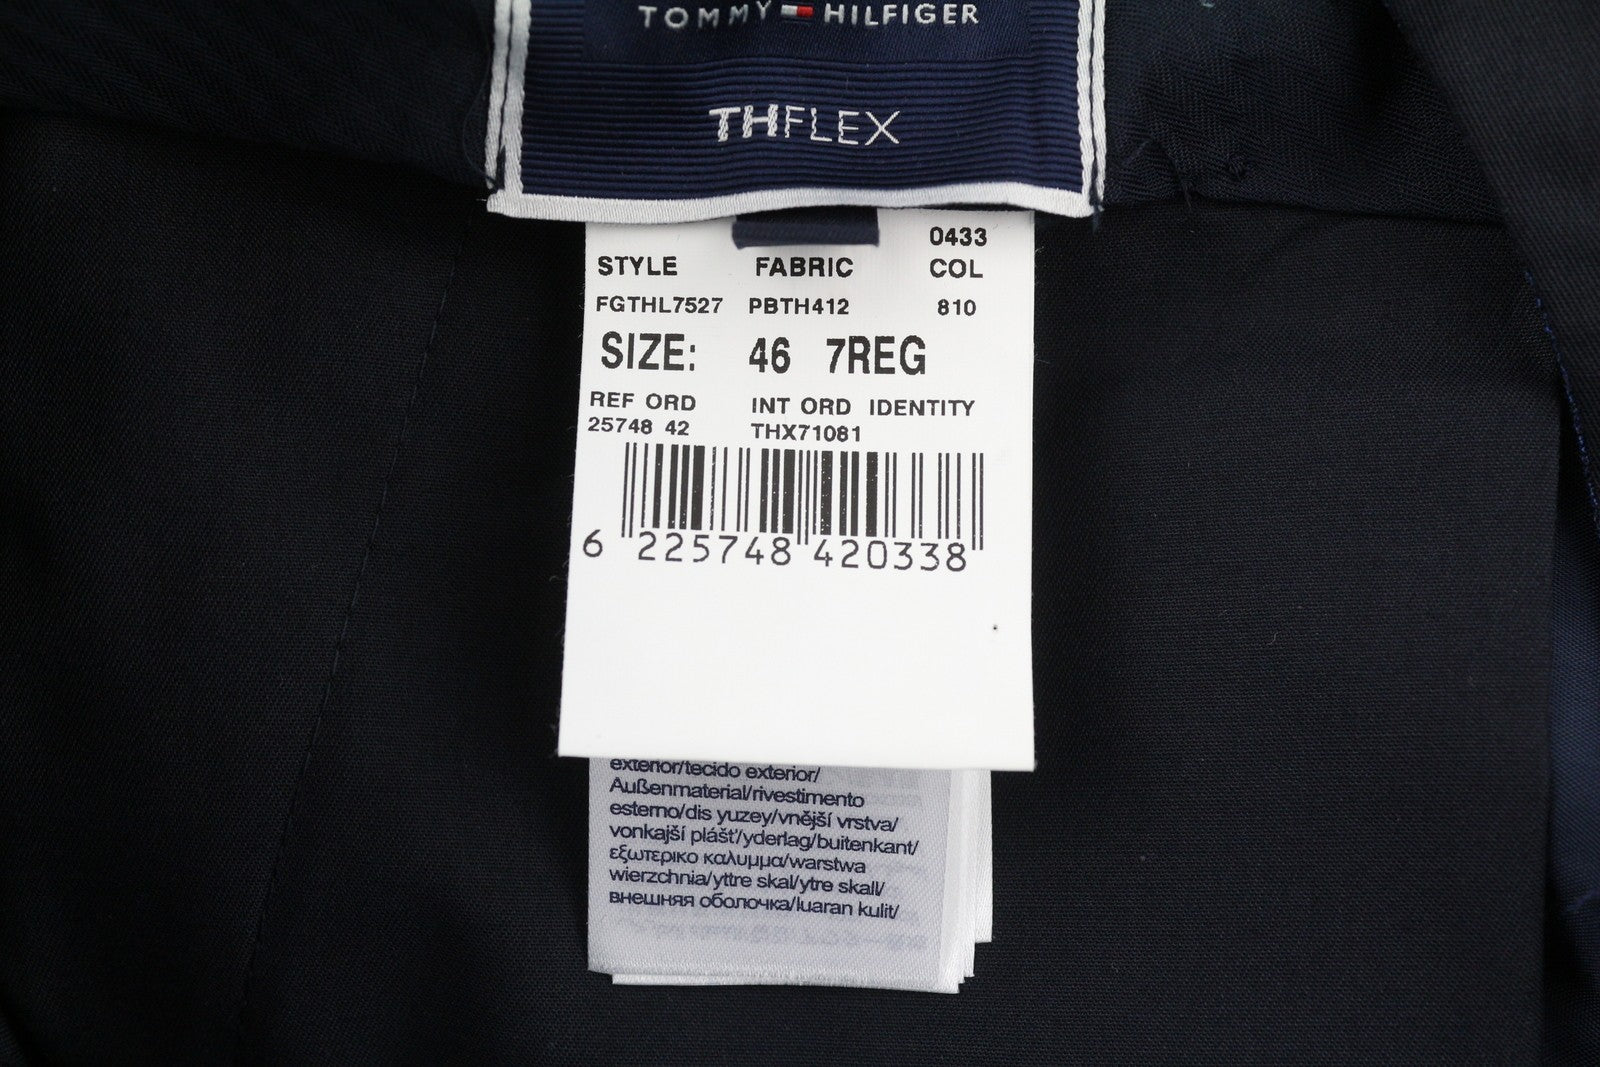 TOMMY HILFIGER
THFLEX
0433
STYLE FABRIC COL
FGTHL7527 PBTH412 810
SIZE: 46 7REG
REF ORD INT ORD IDENTITY
25748 42 THX71081
6 225748 420338
exterior/tecido exterior/
Außenmaterial/rivestimento
esterno/dis yuzey/vnější vrstva/
vonkajší plášť/yderlag/buitenkant/
εξωτερικο καλυμμα/warstwa
wierzchnia/yttre skal/ytre skall/
внешняя оболочка/luaran kulit/